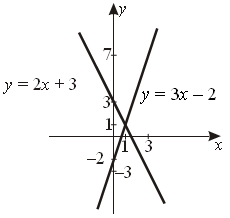 y
7
y = 2x + 3
3
y = 3x – 2
1
1 3 x
–2
–3